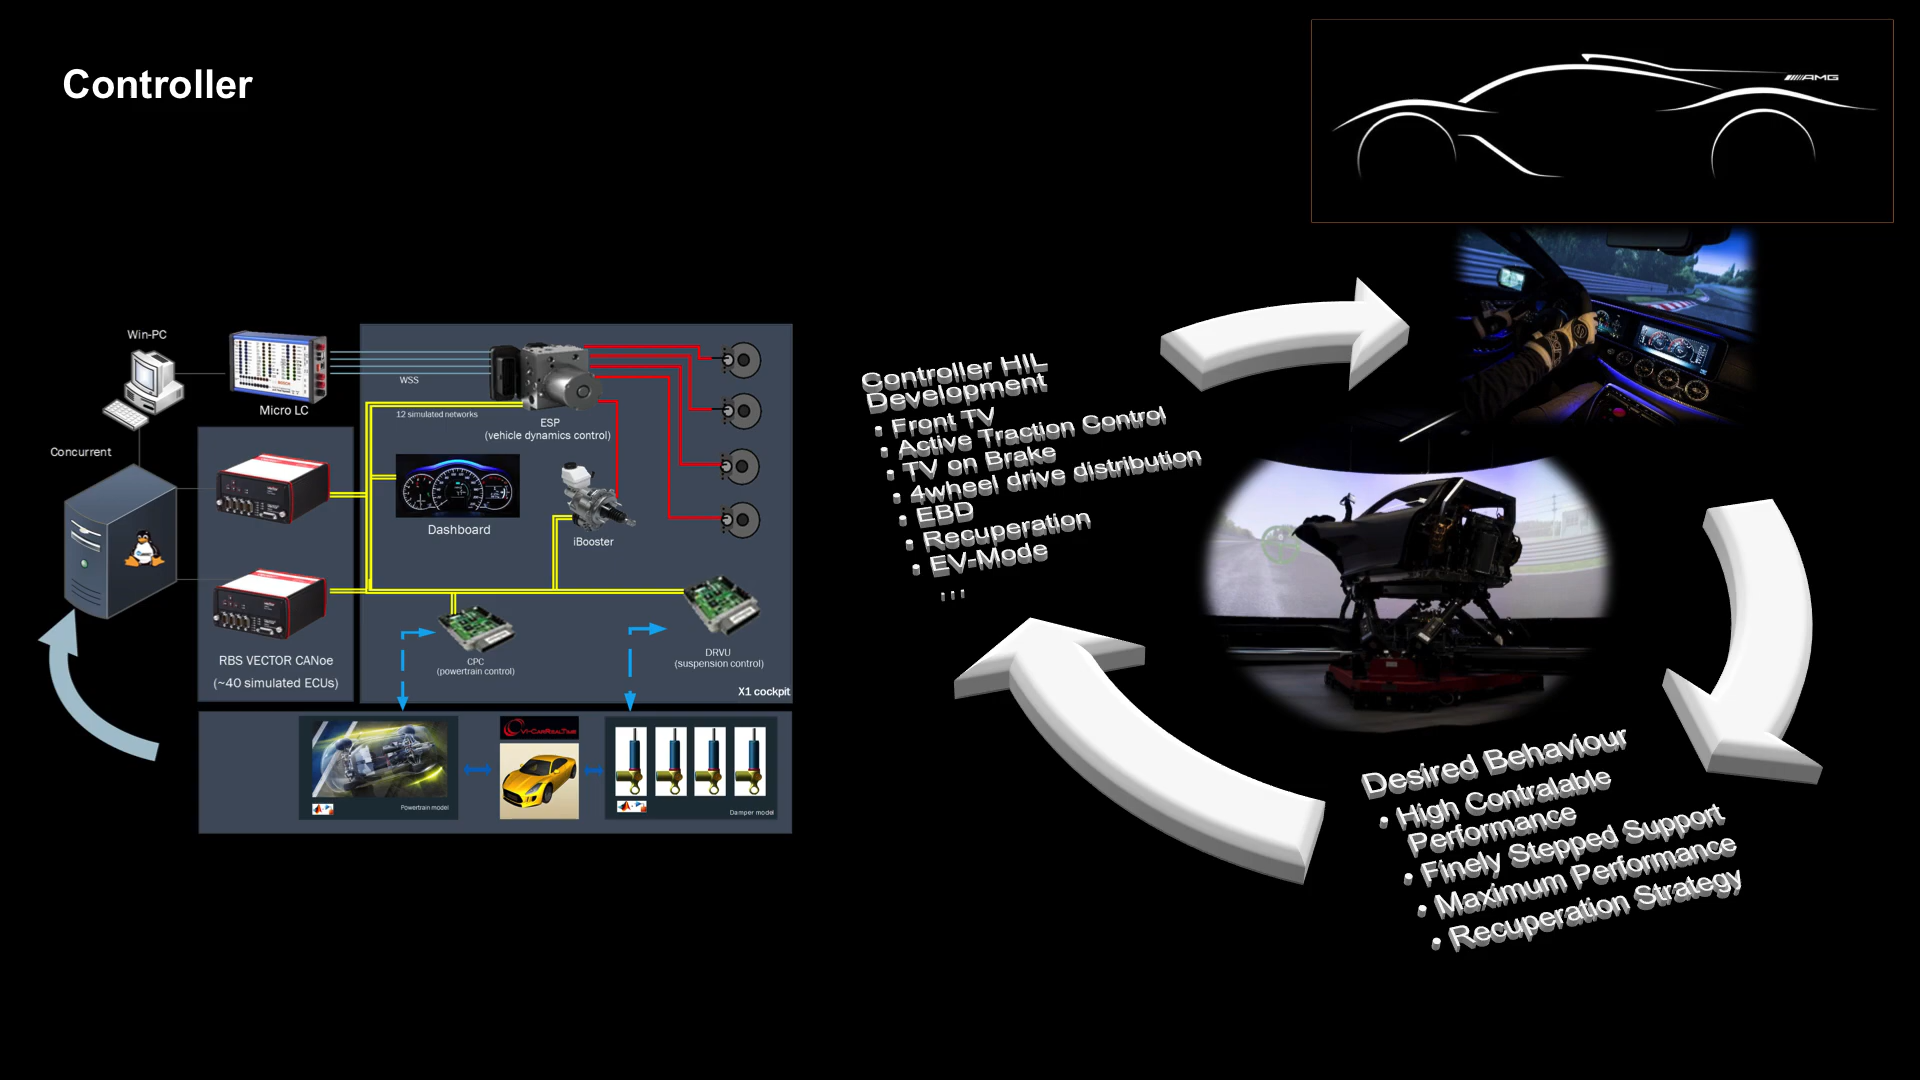 Controller
AMG
Win-PC
Micro LC
WSS
12 simulated networks
ESP
(vehicle dynamics control)
Concurrent
Dashboard
iBooster
RBS VECTOR CANoe
(~40 simulated ECUs)
CPC
(powertrain control)
DRVU
(suspension control)
X1 cockpit
VI-CarRealTime
Powertrain model
Damper model
Controller HIL
Development
• Front TV
• Active Traction Control
• TV on Brake
• 4wheel drive distribution
• EBD
• Recuperation
• EV-Mode
...
Desired Behaviour
• High Contralable
Performance
• Finely Stepped Support
• Maximum Performance
• Recuperation Strategy